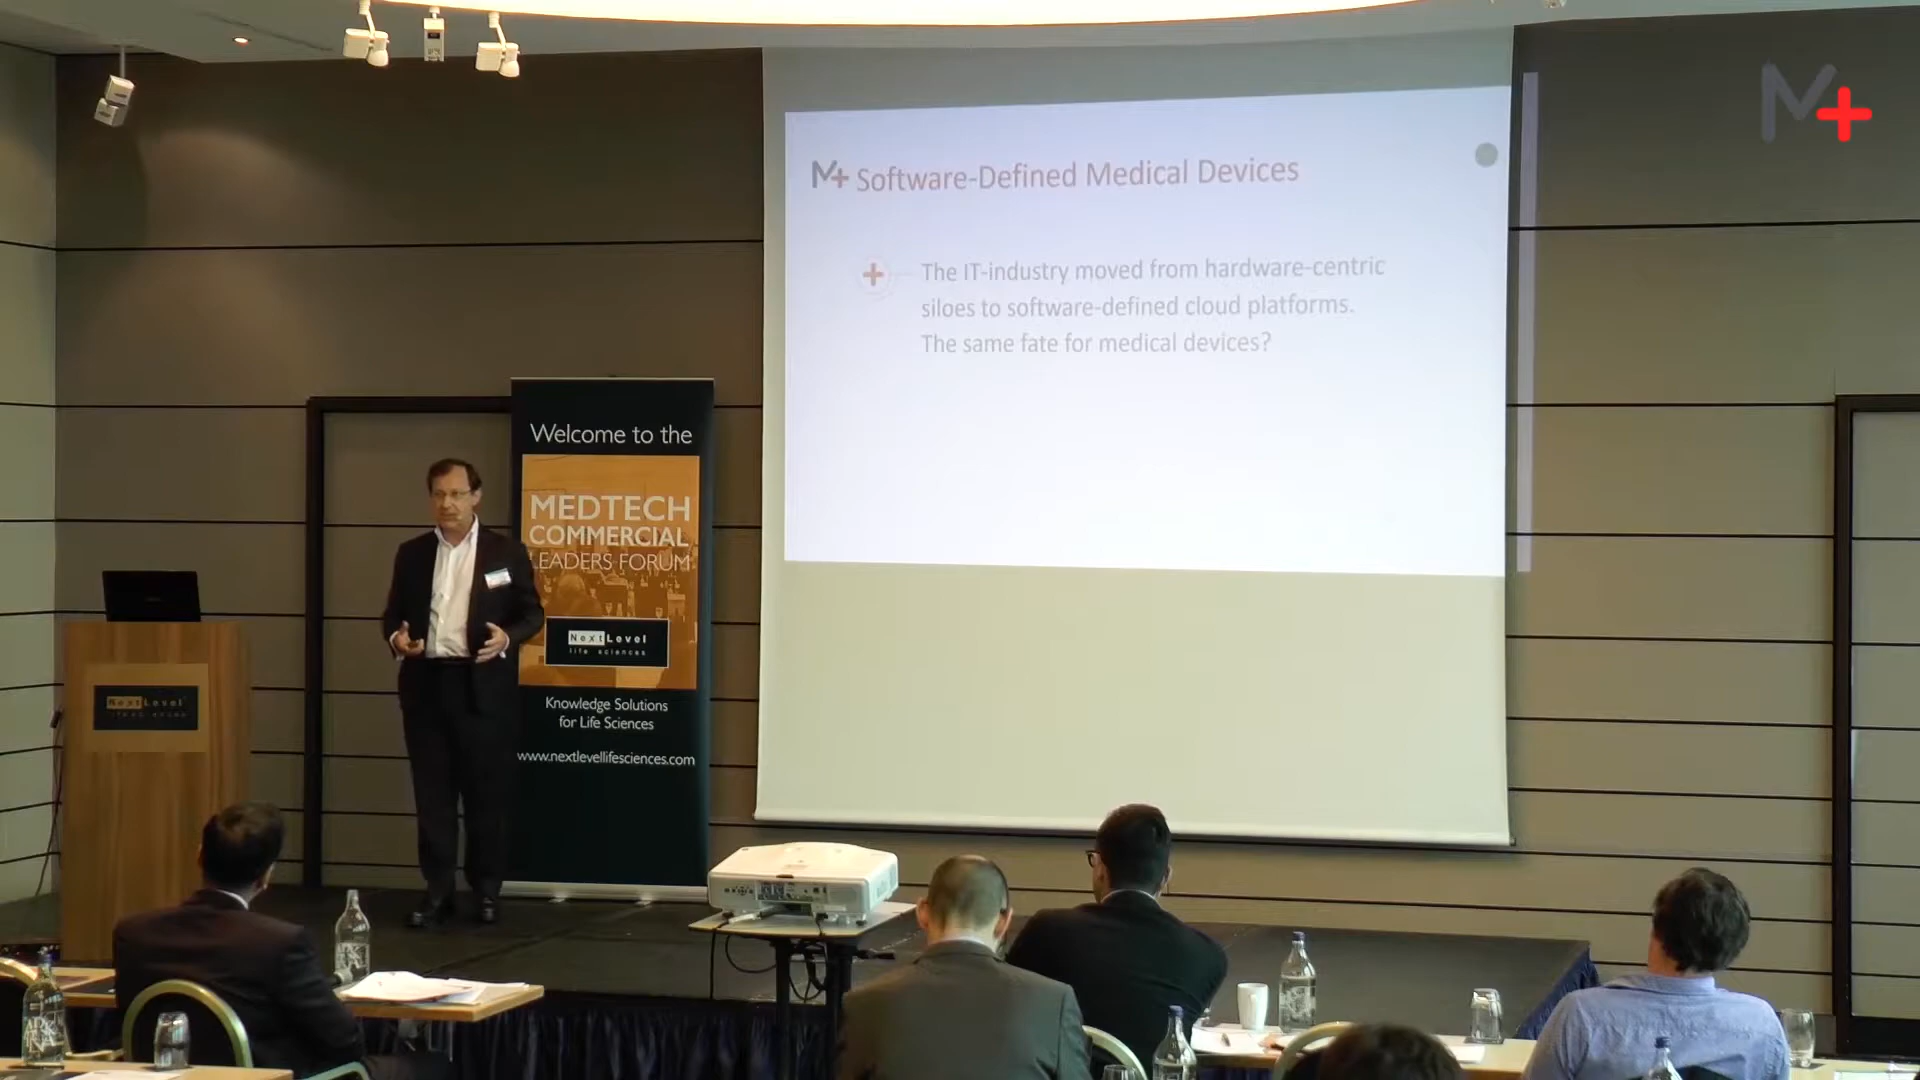 M+
M+ Software-Defined Medical Devices
The IT-industry moved from hardware-centric
siloes to software-defined cloud platforms.
The same fate for medical devices?
Welcome to the
MEDTECH
COMMERCIAL
LEADERS FORUM
NextLevel
life sciences
Knowledge Solutions
for Life Sciences
www.nextlevellifesciences.com
NextLevel